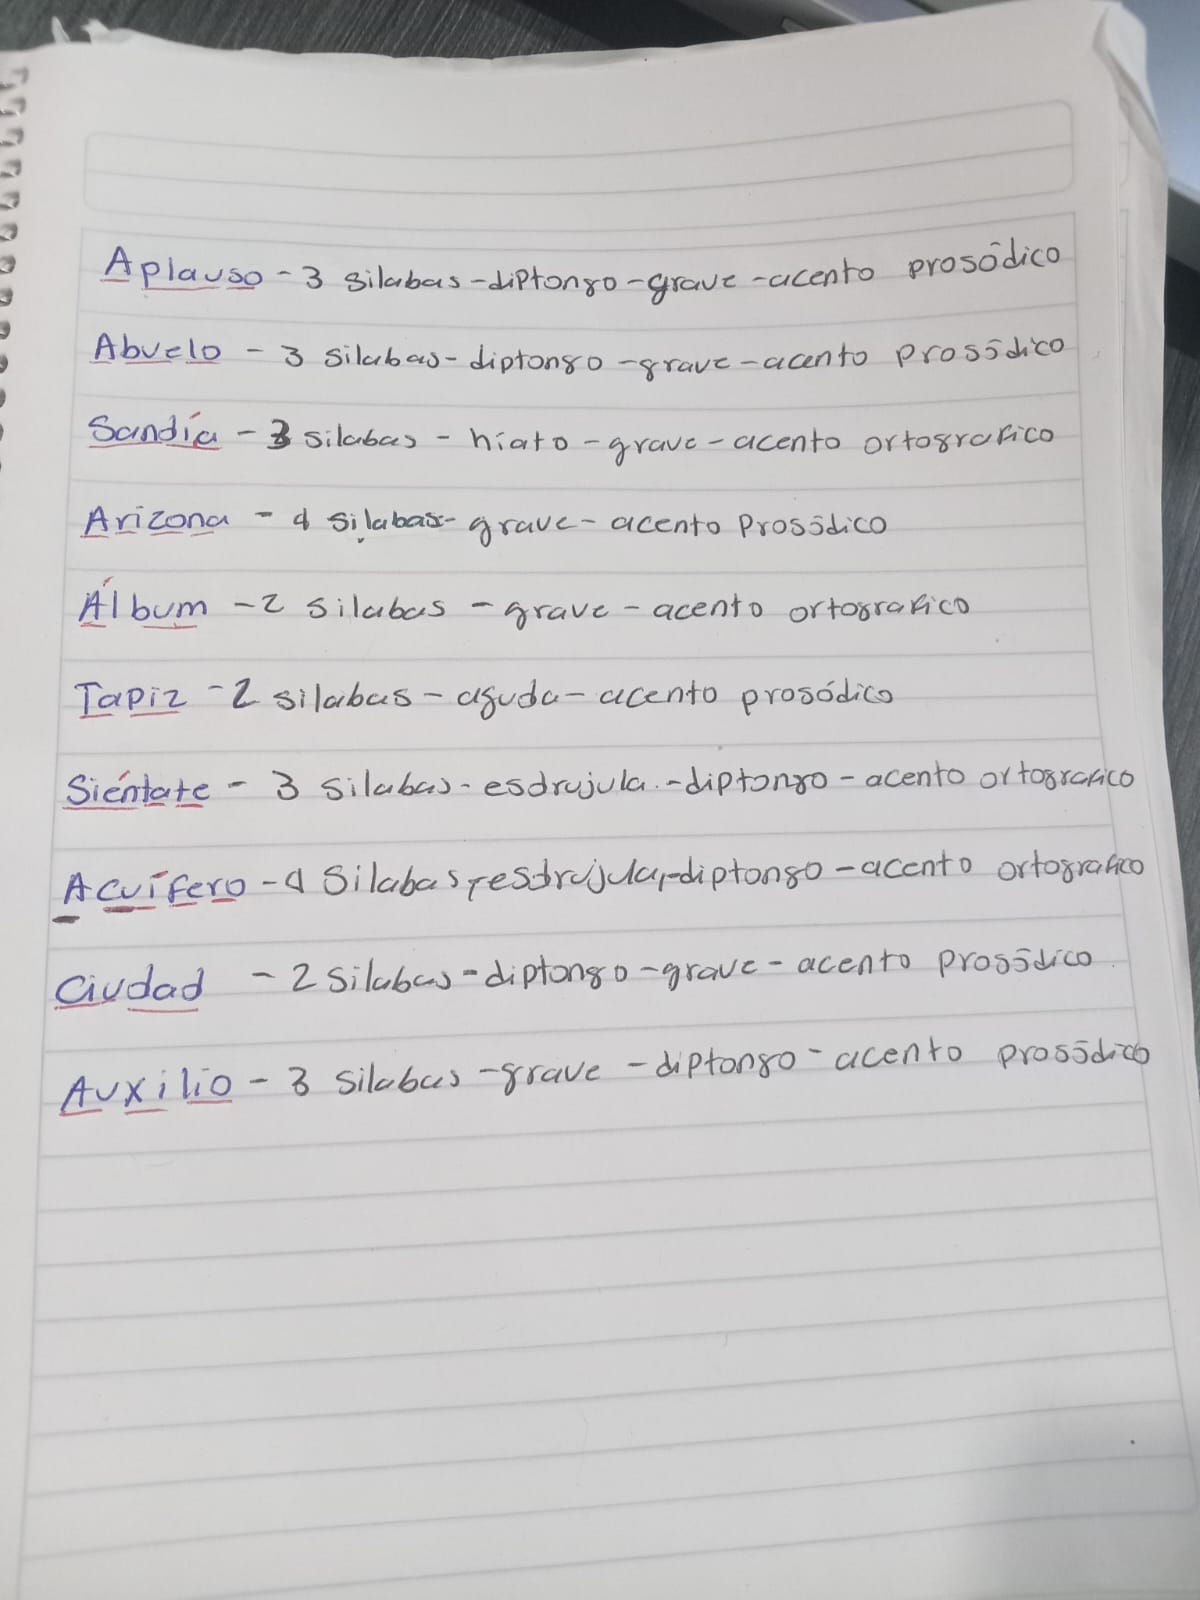 Aplauso - 3 silabas - diptongo - grave - acento prosódico
Abuelo - 3 silabas - diptongo - grave - acento prosódico
Sandía - 3 silabas - hiato - grave - acento ortografico
Arizona - 4 silabas - grave - acento Prosódico
Álbum - 2 silabas - grave - acento ortografico
Tapiz - 2 silabas - aguda - acento prosódico
Siéntate - 3 silabas - esdrujula - diptongo - acento ortografico
Acuífero - 4 Silabas, esdrujula, - diptongo - acento ortografico
Ciudad - 2 Silabas - diptongo - grave - acento prosódico
Auxilio - 3 silabas - grave - diptongo - acento prosódico